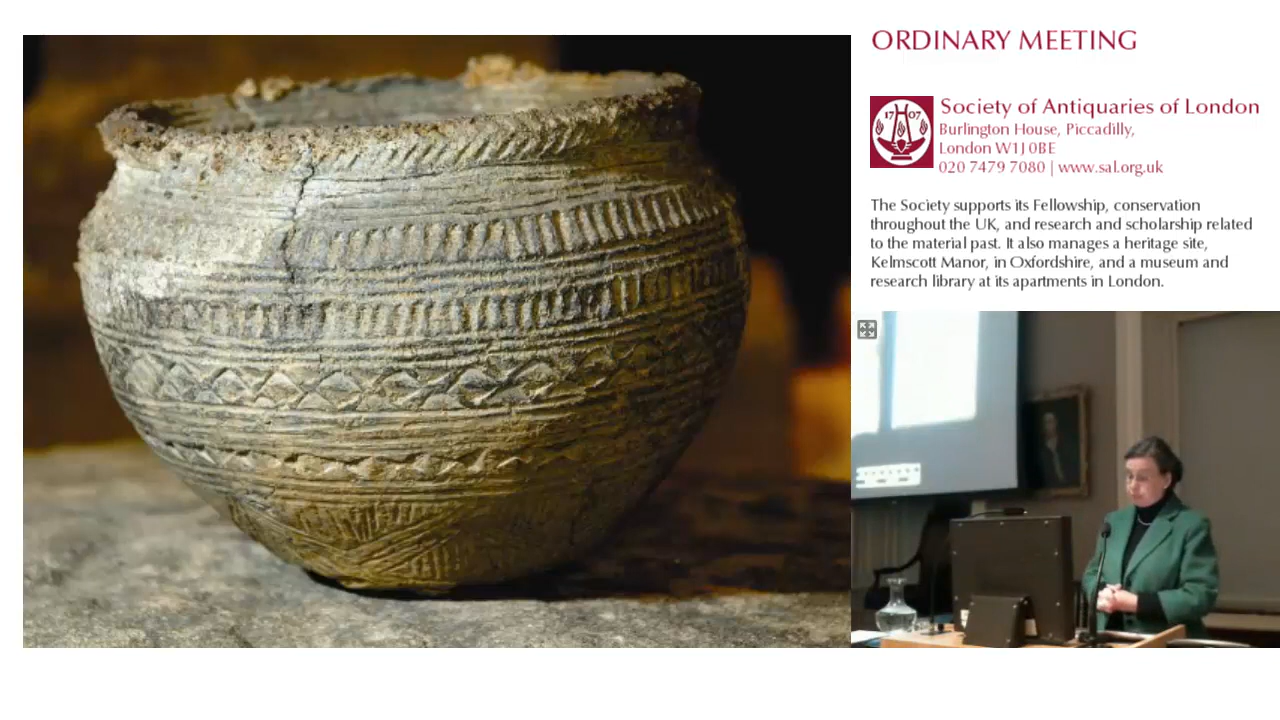 ORDINARY MEETING
17 07
Society of Antiquaries of London
Burlington House, Piccadilly,
London W1J 0BE
020 7479 7080 | www.sal.org.uk
The Society supports its Fellowship, conservation
throughout the UK, and research and scholarship related
to the material past. It also manages a heritage site,
Kelmscott Manor, in Oxfordshire, and a museum and
research library at its apartments in London.